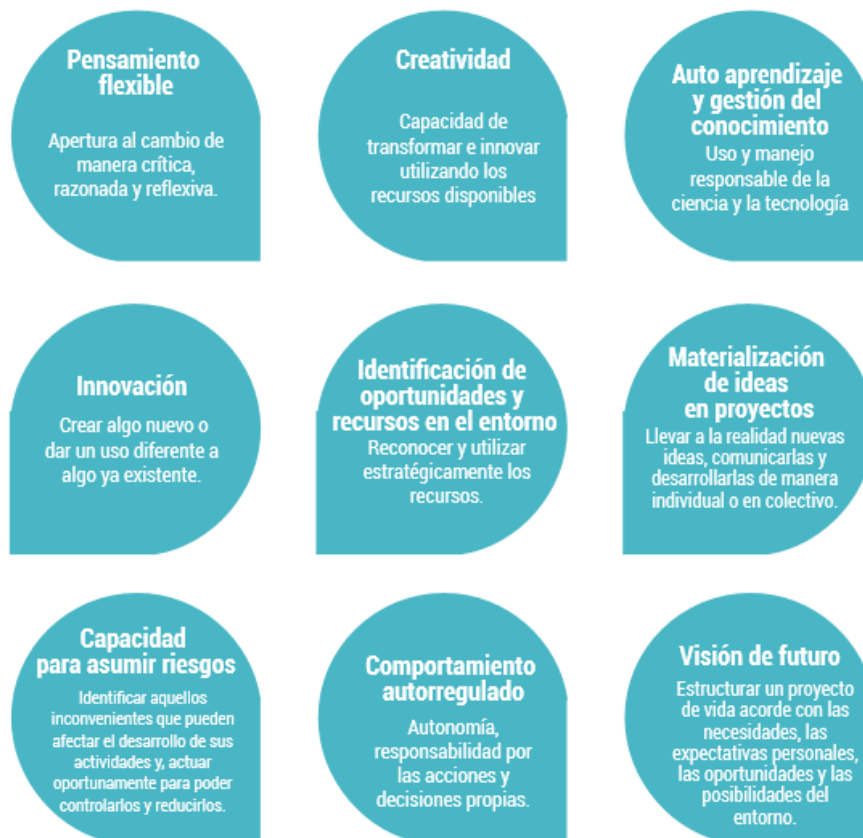 Pensamiento
flexible
Apertura al cambio de
manera crítica,
razonada y reflexiva.
Creatividad
Capacidad de
transformar e innovar
utilizando los
recursos disponibles
Auto aprendizaje
y gestión del
conocimiento
Uso y manejo
responsable de la
ciencia y la tecnología
Innovación
Crear algo nuevo o
dar un uso diferente a
algo ya existente.
Identificación de
oportunidades y
recursos en el entorno
Reconocer y utilizar
estratégicamente los
recursos.
Materialización
de ideas
en proyectos
Llevar a la realidad nuevas
ideas, comunicarlas y
desarrollarlas de manera
individual o en colectivo.
Capacidad
para asumir riesgos
Identificar aquellos
inconvenientes que pueden
afectar el desarrollo de sus
actividades y, actuar
oportunamente para poder
controlarlos y reducirlos.
Comportamiento
autorregulado
Autonomía,
responsabilidad por
las acciones y
decisiones propias.
Visión de futuro
Estructurar un proyecto
de vida acorde con las
necesidades, las
expectativas personales,
las oportunidades y las
posibilidades del
entorno.